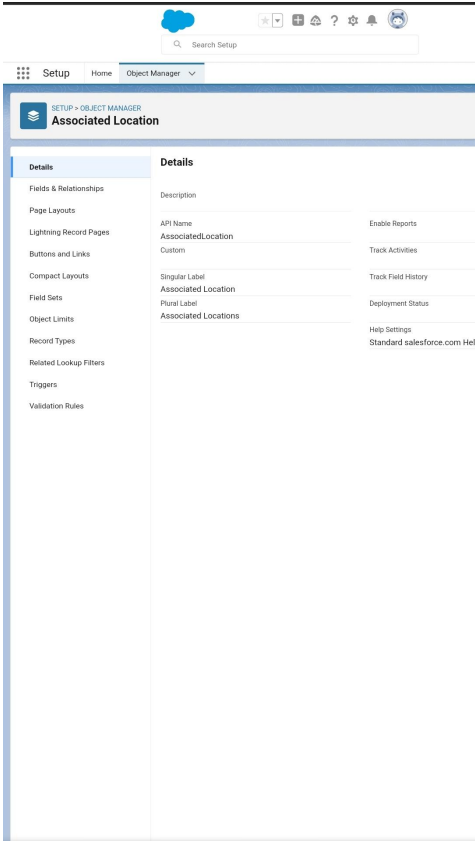 Search Setup
Setup
Home
Object Manager
SETUP > OBJECT MANAGER
Associated Location
Details
Fields & Relationships
Page Layouts
Lightning Record Pages
Buttons and Links
Compact Layouts
Field Sets
Object Limits
Record Types
Related Lookup Filters
Triggers
Validation Rules
Details
Description
API Name
AssociatedLocation
Custom
Singular Label
Associated Location
Plural Label
Associated Locations
Enable Reports
Track Activities
Track Field History
Deployment Status
Help Settings
Standard salesforce.com Hel